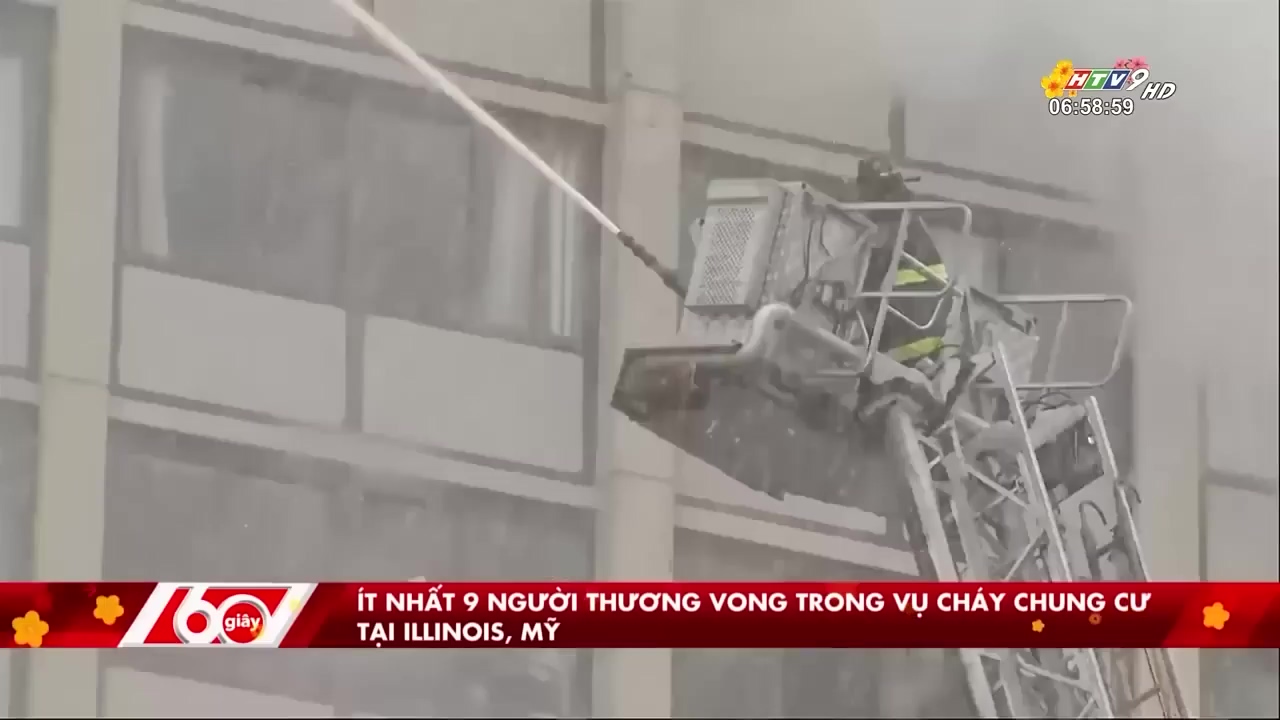 HTV9 HD
06:58:59
60 giây
ÍT NHẤT 9 NGƯỜI THƯƠNG VONG TRONG VỤ CHÁY CHUNG CƯ
TẠI ILLINOIS, MỸ